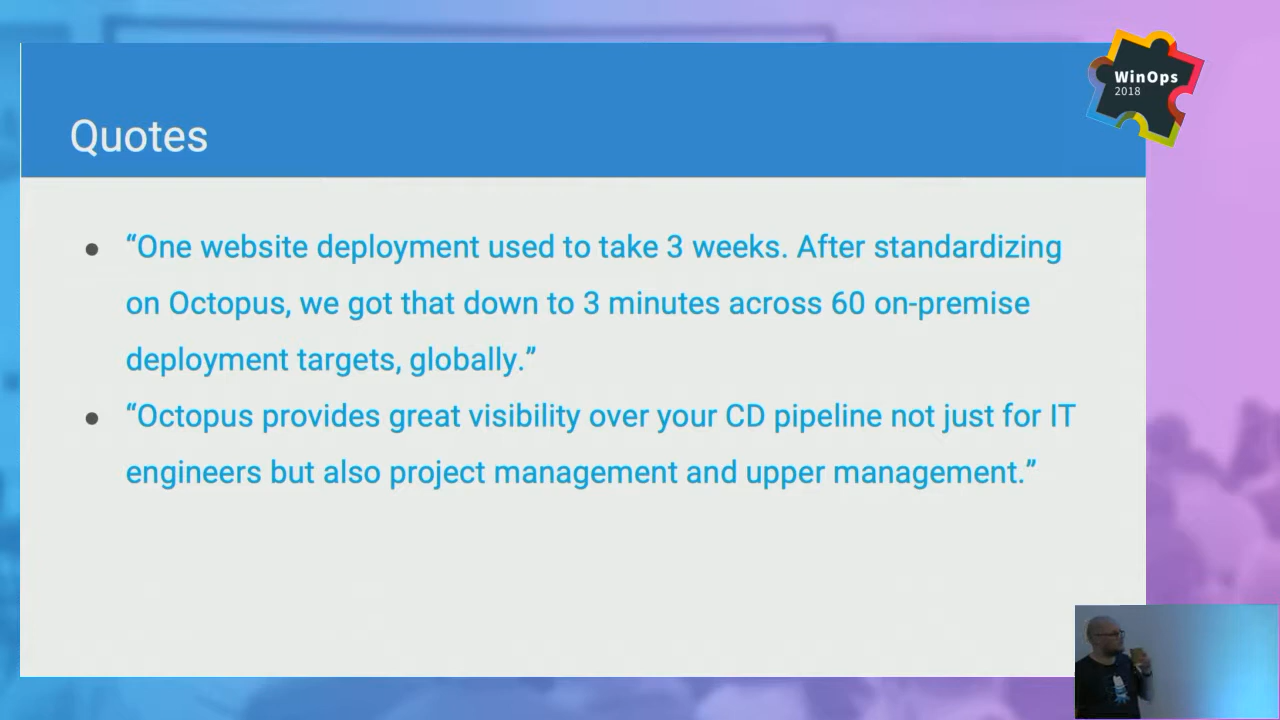 WinOps
2018
Quotes
● “One website deployment used to take 3 weeks. After standardizing
on Octopus, we got that down to 3 minutes across 60 on-premise
deployment targets, globally.”
● “Octopus provides great visibility over your CD pipeline not just for IT
engineers but also project management and upper management.”